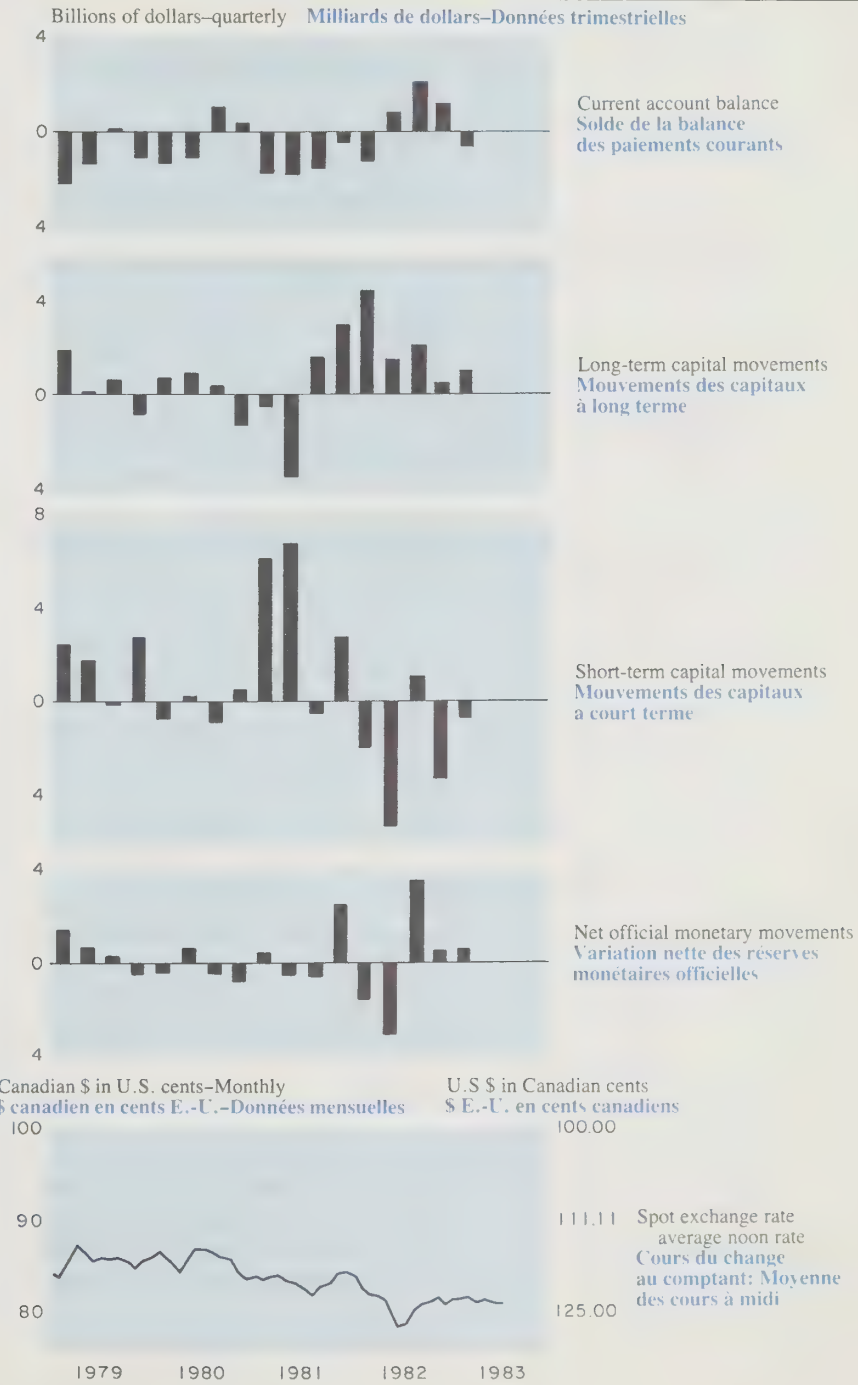 Billions of dollars–quarterly Milliards de dollars–Données trimestrielles
4
0
4
Current account balance
Solde de la balance
des paiements courants
4
0
4
Long-term capital movements
Mouvements des capitaux
à long terme
8
4
0
4
Short-term capital movements
Mouvements des capitaux
a court terme
4
0
4
Net official monetary movements
Variation nette des réserves
monétaires officielles
Canadian $ in U.S. cents–Monthly U.S $ in Canadian cents
$ canadien en cents E.-U.–Données mensuelles $ E.-U. en cents canadiens
100 100.00
90 111.11
80 125.00
Spot exchange rate
average noon rate
Cours du change
au comptant: Moyenne
des cours à midi
1979 1980 1981 1982 1983